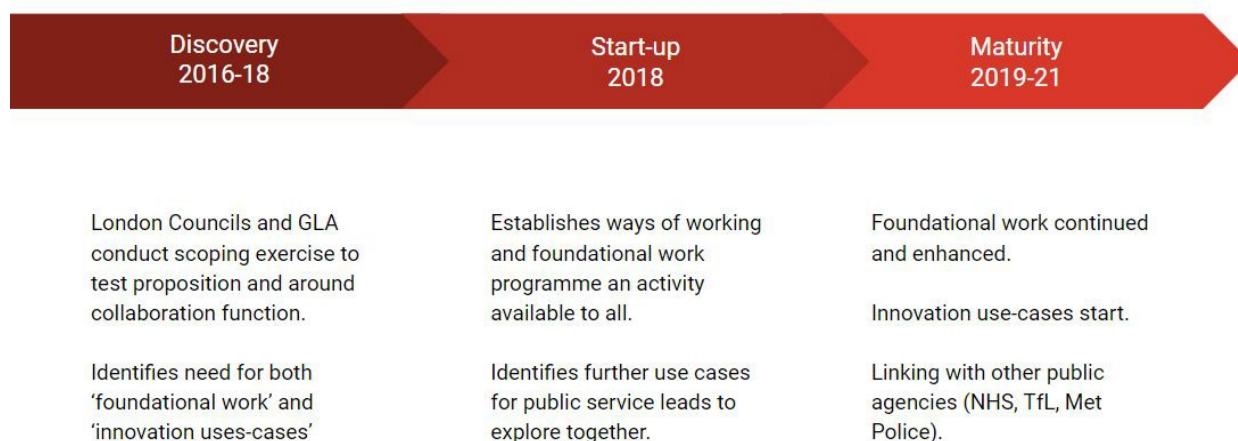 Discovery
2016-18
Start-up
2018
Maturity
2019-21
London Councils and GLA
conduct scoping exercise to
test proposition and around
collaboration function.
Identifies need for both
‘foundational work’ and
‘innovation uses-cases’
Establishes ways of working
and foundational work
programme an activity
available to all.
Identifies further use cases
for public service leads to
explore together.
Foundational work continued
and enhanced.
Innovation use-cases start.
Linking with other public
agencies (NHS, TfL, Met
Police).